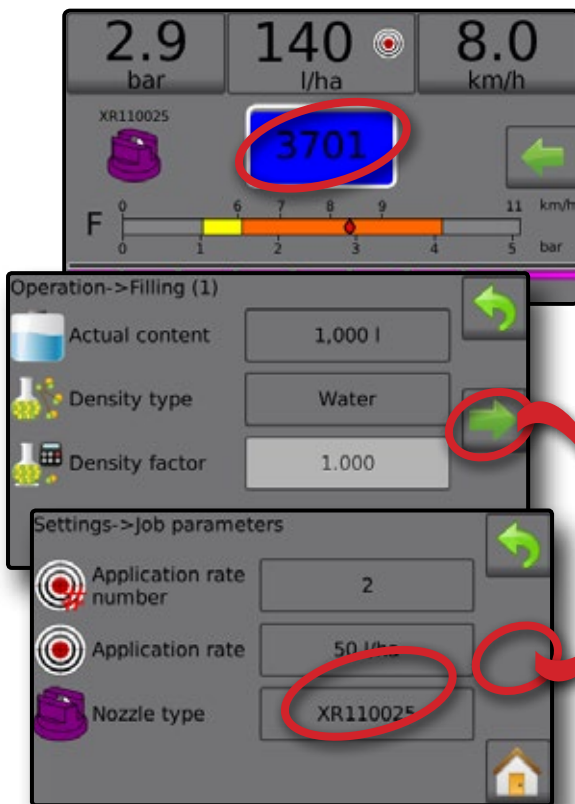 2.9 140 8.0
bar l/ha km/h
XR110025
3701
0 6 7 8 9 11 km/h
F
0 1 2 3 4 5 bar
Operation->Filling (1)
Actual content 1,000 l
Density type Water
Density factor 1.000
Settings->Job parameters
Application rate
number 2
Application rate 50 l/ha
Nozzle type XR110025